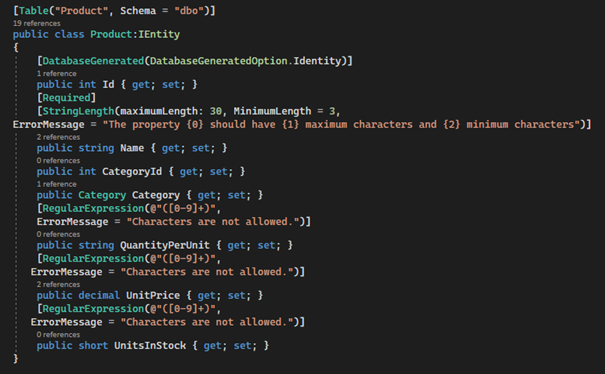 [Table("Product", Schema = "dbo")]
19 references
public class Product:IEntity
{
[DatabaseGenerated(DatabaseGeneratedOption.Identity)]
1 reference
public int Id { get; set; }
[Required]
[StringLength(maximumLength: 30, MinimumLength = 3,
ErrorMessage = "The property {0} should have {1} maximum characters and {2} minimum characters")]
2 references
public string Name { get; set; }
0 references
public int CategoryId { get; set; }
1 reference
public Category Category { get; set; }
[RegularExpression(@"([0-9]+)",
ErrorMessage = "Characters are not allowed.")]
0 references
public string QuantityPerUnit { get; set; }
[RegularExpression(@"([0-9]+)",
ErrorMessage = "Characters are not allowed.")]
2 references
public decimal UnitPrice { get; set; }
[RegularExpression(@"([0-9]+)",
ErrorMessage = "Characters are not allowed.")]
0 references
public short UnitsInStock { get; set; }
}